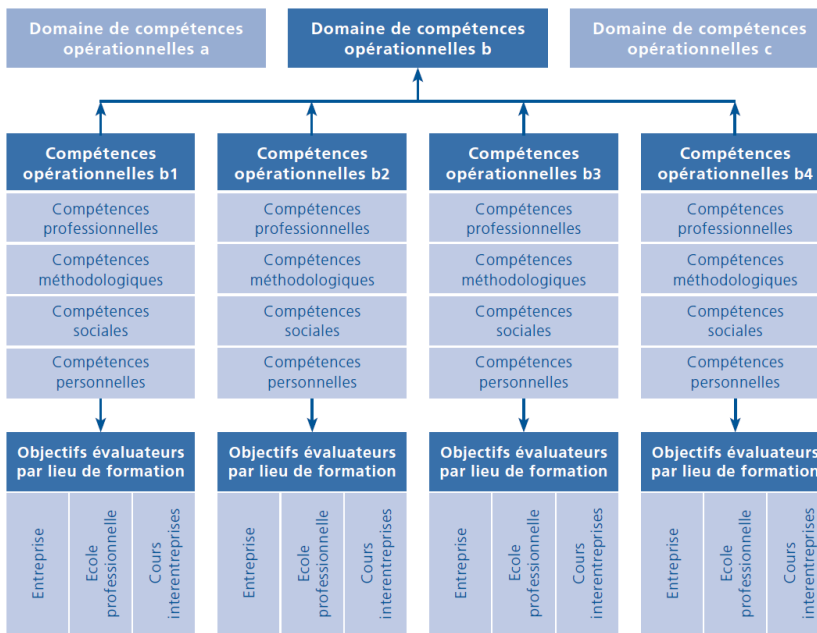 Domaine de compétences
opérationnelles a
Domaine de compétences
opérationnelles b
Domaine de compétences
opérationnelles c
Compétences
opérationnelles b1
Compétences
opérationnelles b2
Compétences
opérationnelles b3
Compétences
opérationnelles b4
Compétences
professionnelles
Compétences
professionnelles
Compétences
professionnelles
Compétences
professionnelles
Compétences
méthodologiques
Compétences
méthodologiques
Compétences
méthodologiques
Compétences
méthodologiques
Compétences
sociales
Compétences
sociales
Compétences
sociales
Compétences
sociales
Compétences
personnelles
Compétences
personnelles
Compétences
personnelles
Compétences
personnelles
Objectifs évaluateurs
par lieu de formation
Objectifs évaluateurs
par lieu de formation
Objectifs évaluateurs
par lieu de formation
Objectifs évaluateurs
par lieu de formation
Entreprise
Ecole
professionnelle
Cours
interentreprises
Entreprise
Ecole
professionnelle
Cours
interentreprises
Entreprise
Ecole
professionnelle
Cours
interentreprises
Entreprise
Ecole
professionnelle
Cours
interentreprises